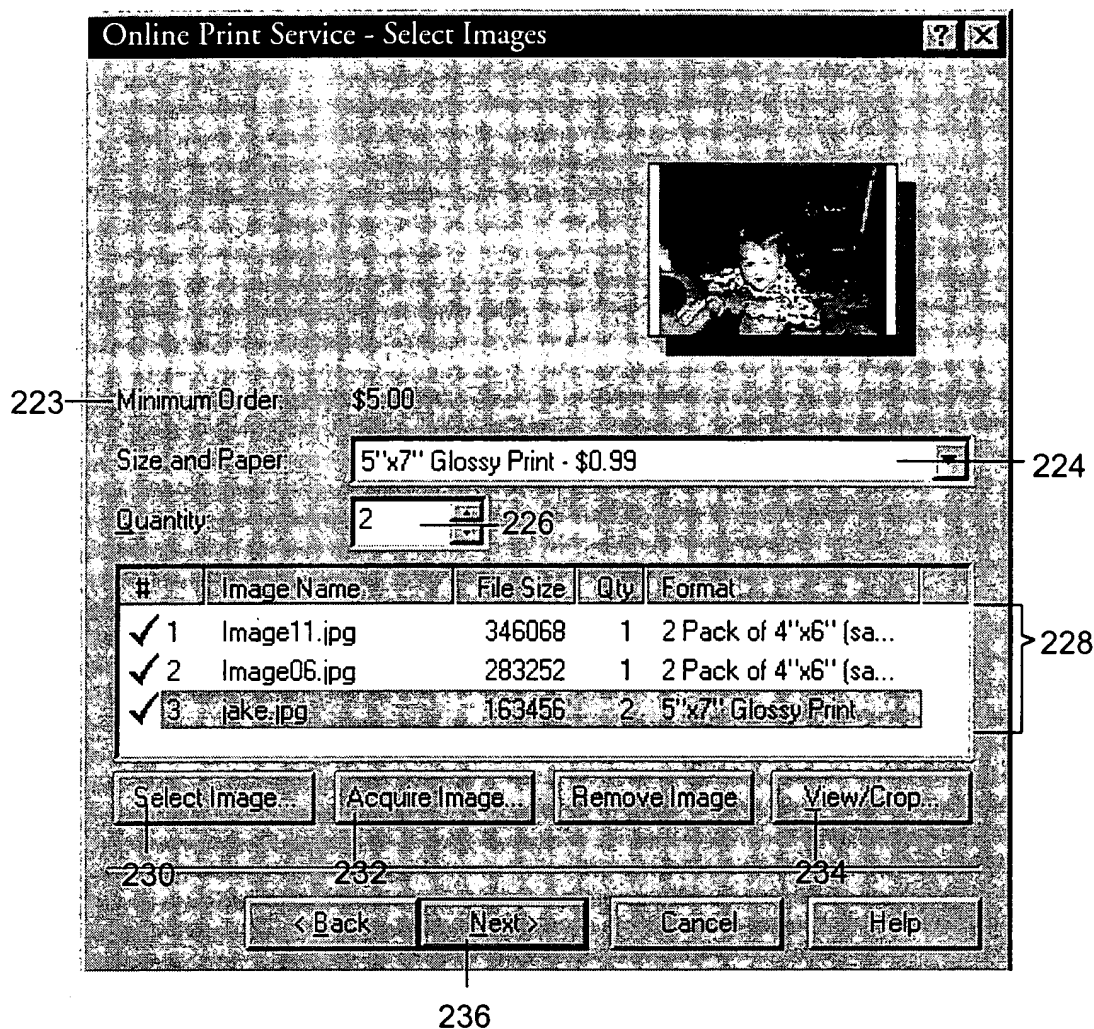 Online Print Service - Select Images ? X
223 Minimum Order: $5.00
Size and Paper: 5"x7" Glossy Print - $0.99 224
Quantity: 2 226
# Image Name File Size Qty Format
1 Image11.jpg 346068 1 2 Pack of 4"x6" (sa...
2 Image06.jpg 283252 1 2 Pack of 4"x6" (sa...
3 jake.jpg 163456 2 5"x7" Glossy Print
228
Select Image... Acquire Image... Remove Image View/Crop...
230 232 234
< Back Next > Cancel Help
236